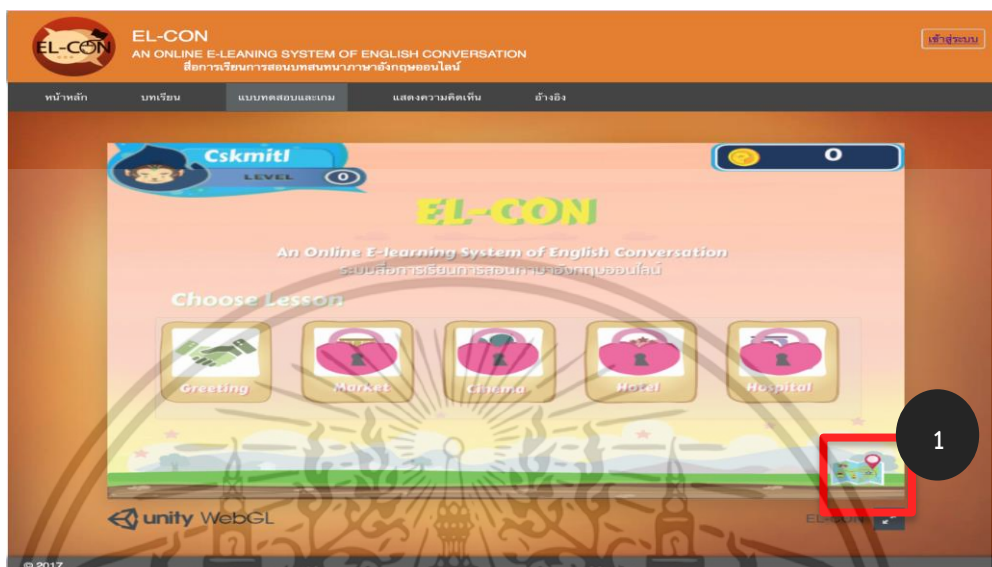 EL-CON
EL-CON
AN ONLINE E-LEANING SYSTEM OF ENGLISH CONVERSATION
สื่อการเรียนการสอนบทสนทนาภาษาอังกฤษออนไลน์
เข้าสู่ระบบ
หน้าหลัก บทเรียน แบบทดสอบและเกม แสดงความคิดเห็น อ้างอิง
Cskmitl
LEVEL 0
0
EL-CON
An Online E-learning System of English Conversation
ระบบสื่อการเรียนการสอนภาษาอังกฤษออนไลน์
Choose Lesson
Greeting Market Cinema Hotel Hospital
1
unity WebGL
EL-CON
© 2017